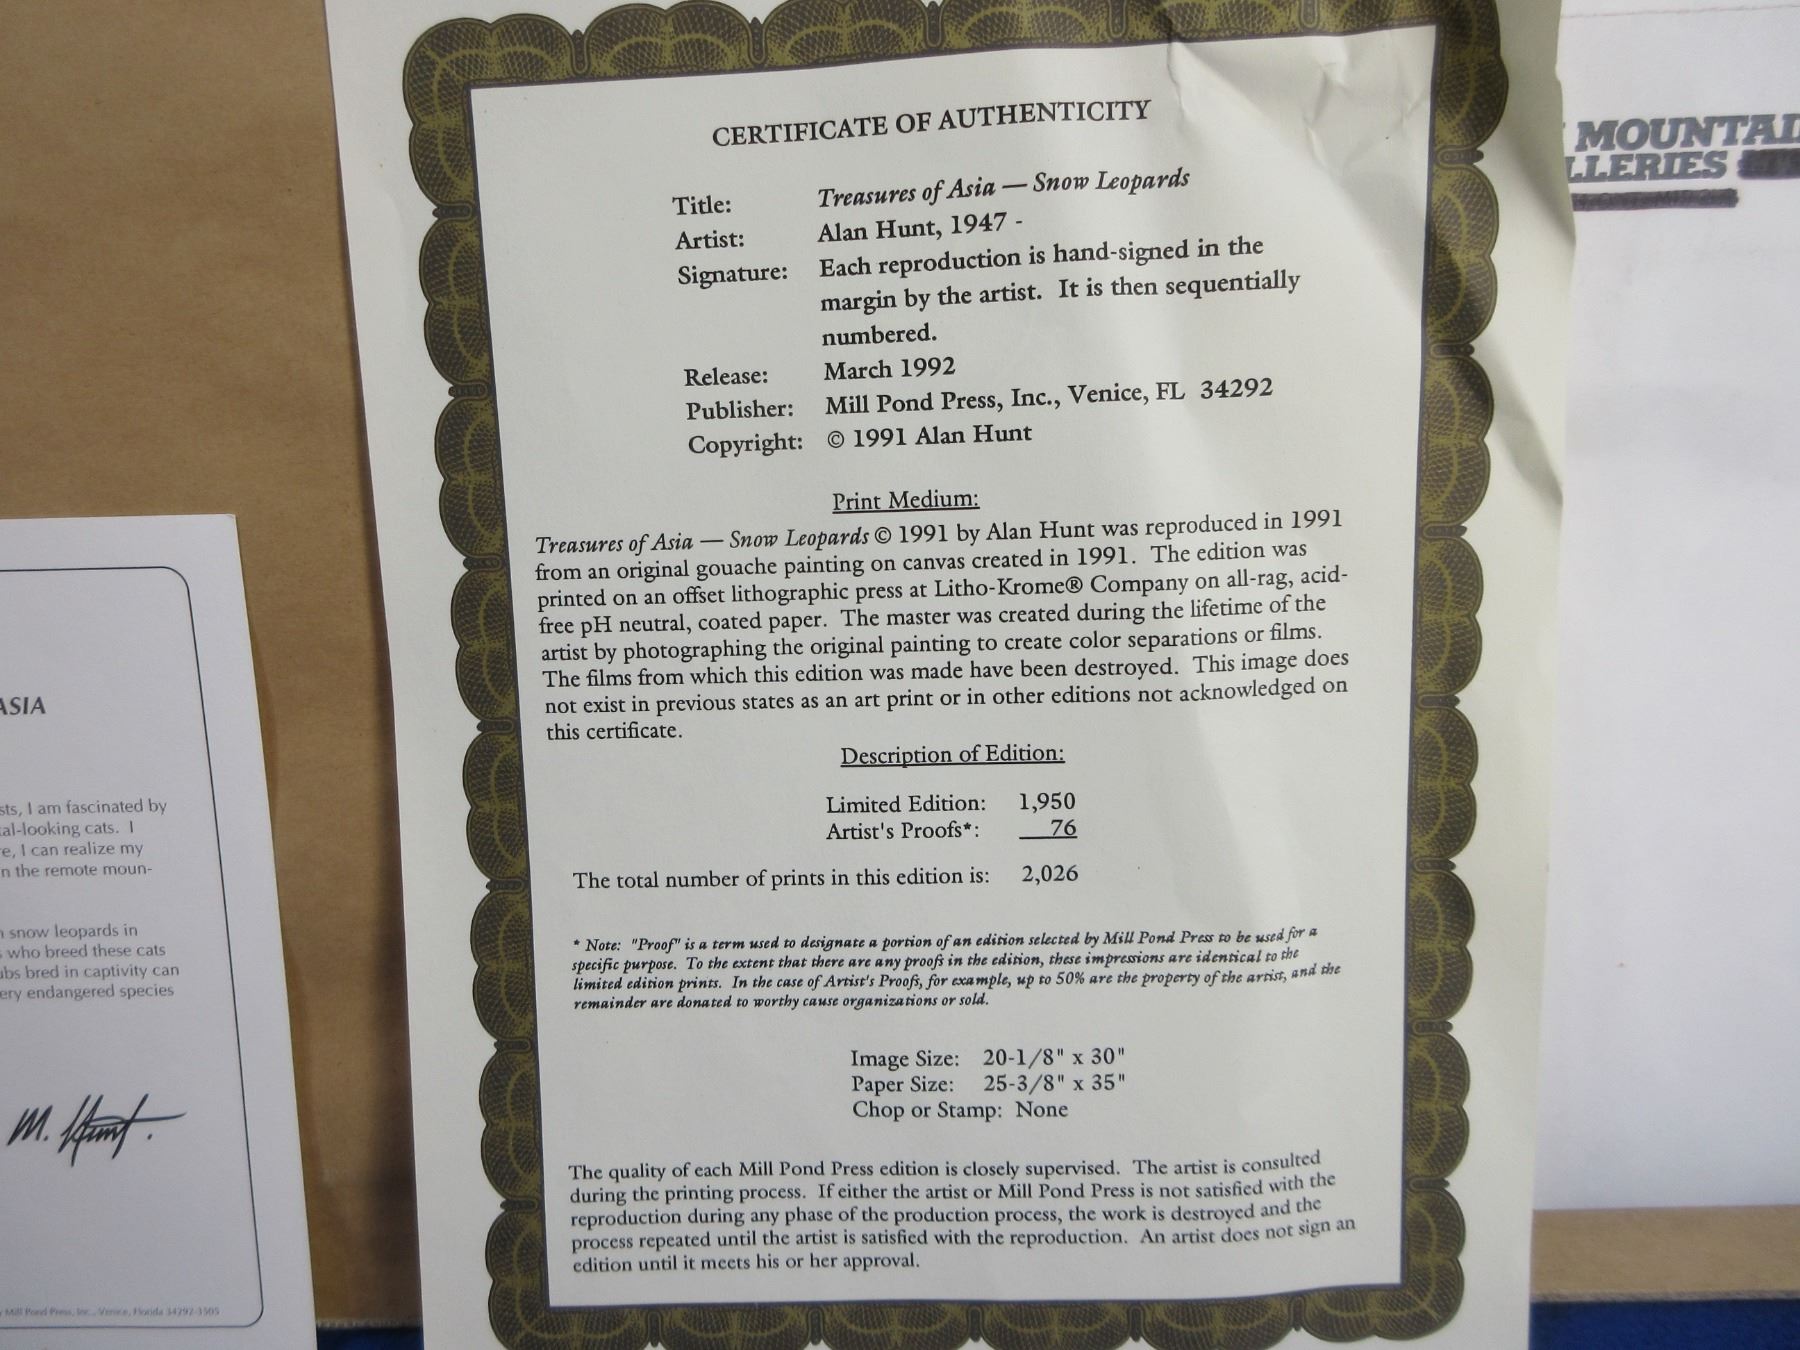 CERTIFICATE OF AUTHENTICITY
Title: Treasures of Asia — Snow Leopards
Artist: Alan Hunt, 1947 -
Signature: Each reproduction is hand-signed in the
margin by the artist. It is then sequentially
numbered.
Release: March 1992
Publisher: Mill Pond Press, Inc., Venice, FL 34292
Copyright: © 1991 Alan Hunt
Print Medium:
Treasures of Asia — Snow Leopards © 1991 by Alan Hunt was reproduced in 1991
from an original gouache painting on canvas created in 1991. The edition was
printed on an offset lithographic press at Litho-Krome® Company on all-rag, acid-
free pH neutral, coated paper. The master was created during the lifetime of the
artist by photographing the original painting to create color separations or films.
The films from which this edition was made have been destroyed. This image does
not exist in previous states as an art print or in other editions not acknowledged on
this certificate.
Description of Edition:
Limited Edition: 1,950
Artist's Proofs*: 76
The total number of prints in this edition is: 2,026
* Note: "Proof" is a term used to designate a portion of an edition selected by Mill Pond Press to be used for a
specific purpose. To the extent that there are any proofs in the edition, these impressions are identical to the
limited edition prints. In the case of Artist's Proofs, for example, up to 50% are the property of the artist, and the
remainder are donated to worthy cause organizations or sold.
Image Size: 20-1/8" x 30"
Paper Size: 25-3/8" x 35"
Chop or Stamp: None
The quality of each Mill Pond Press edition is closely supervised. The artist is consulted
during the printing process. If either the artist or Mill Pond Press is not satisfied with the
reproduction during any phase of the production process, the work is destroyed and the
process repeated until the artist is satisfied with the reproduction. An artist does not sign an
edition until it meets his or her approval.
ASIA
sts, I am fascinated by
al-looking cats. I
e, I can realize my
n the remote moun-
snow leopards in
who breed these cats
ubs bred in captivity can
ery endangered species
M. Hunt.
Mill Pond Press, Inc., Venice, Florida 34292-3505
MOUNTAI
LLERIES